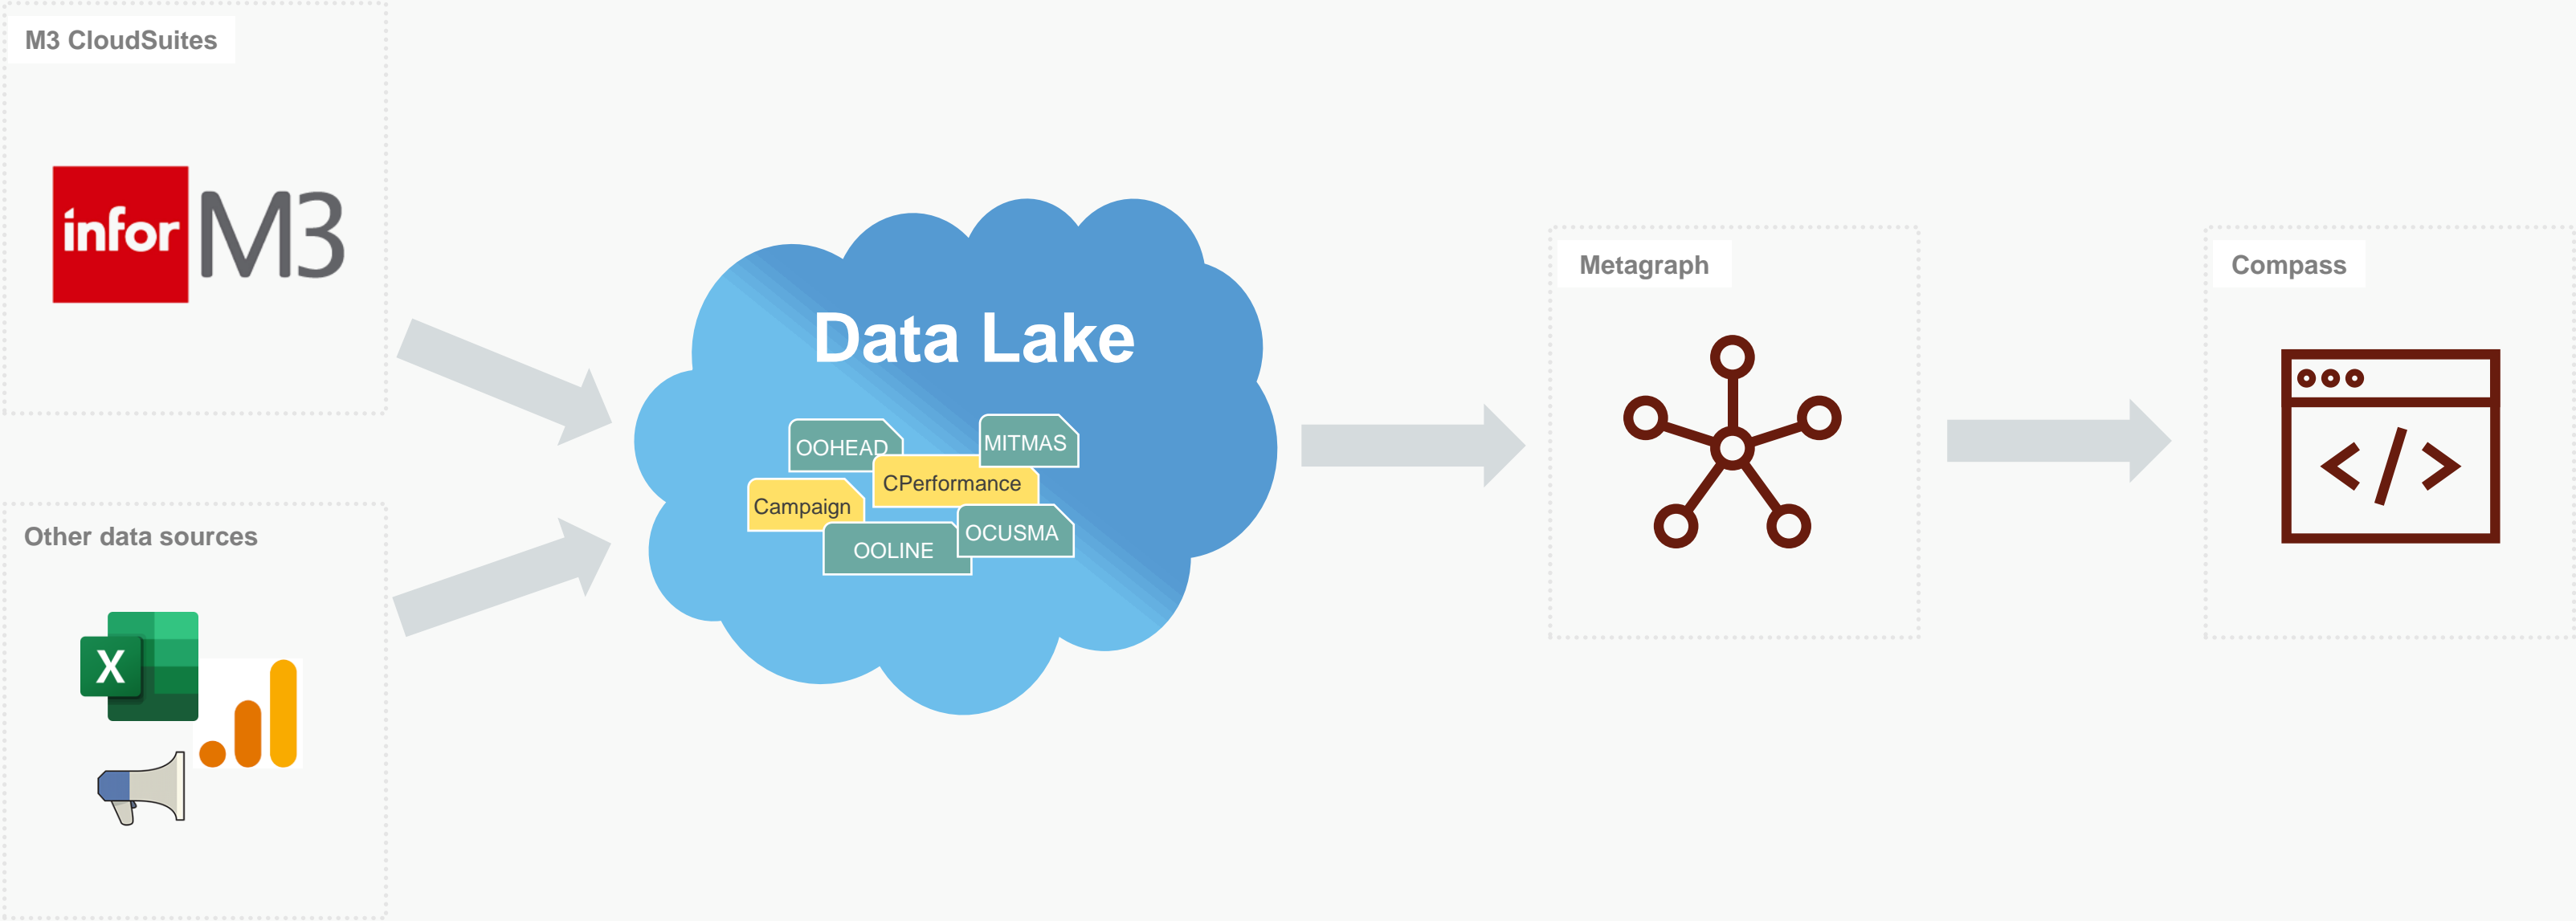 M3 CloudSuites
infor M3
Other data sources
X
Data Lake
OOHEAD
MITMAS
CPerformance
Campaign
OCUSMA
OOLINE
Metagraph
Compass
</>